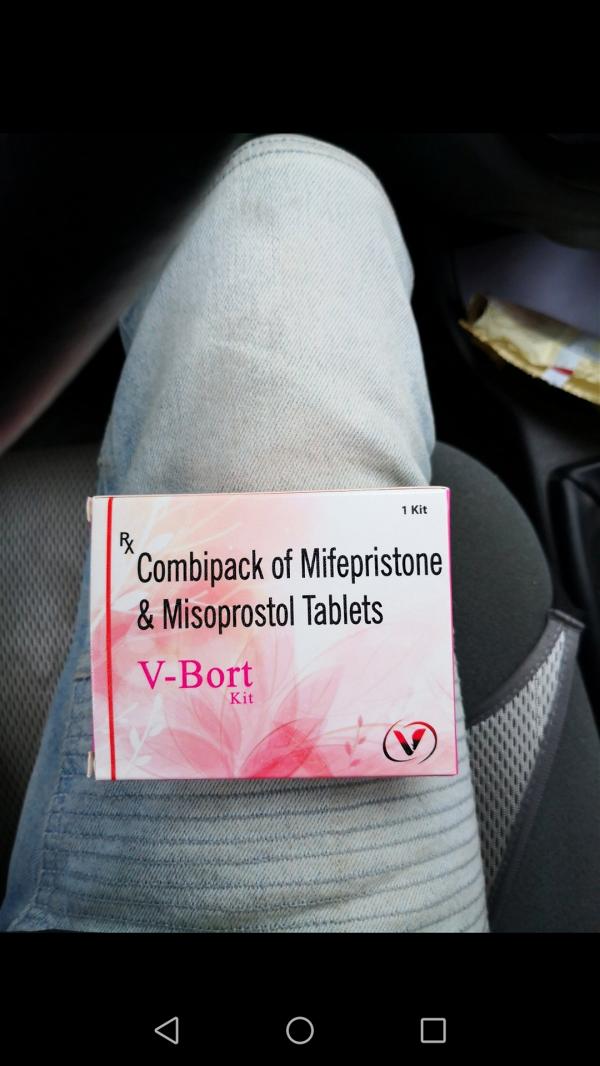 1 Kit
Rx
Combipack of Mifepristone
& Misoprostol Tablets
V-Bort
Kit
V